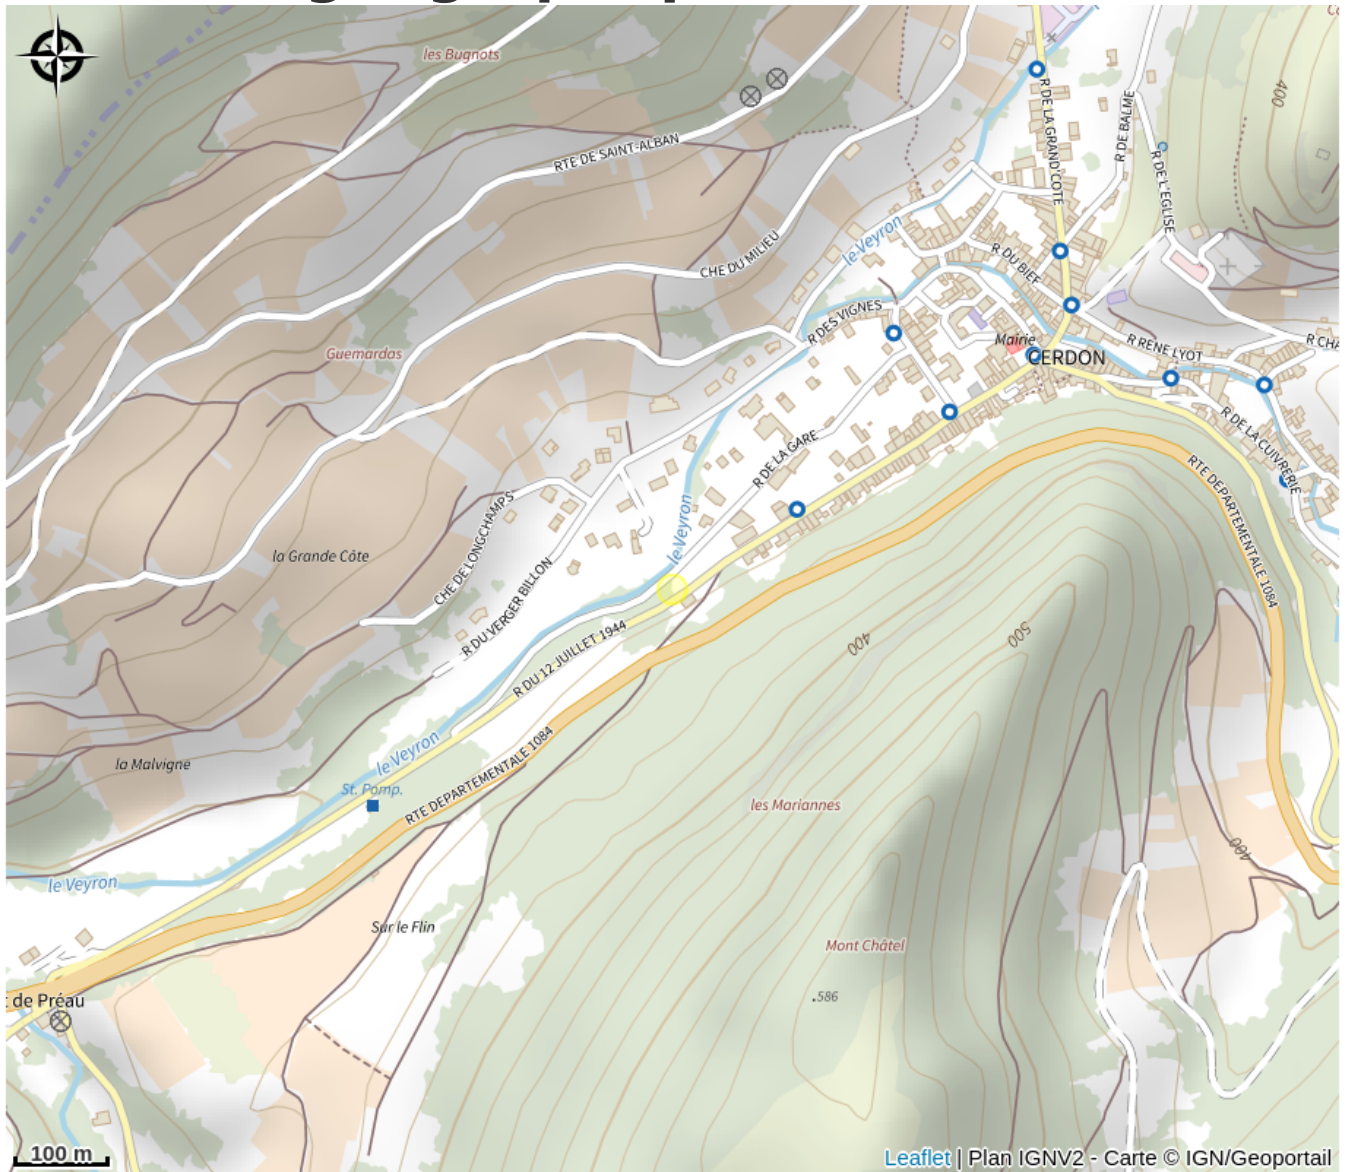 les Bugnots
400
R DE LA GRAND'COTE
R DE BALME
RTE DE SAINT-ALBAN
R DE L'EGLISE
le Veyron
CHE DU MILIEU
R DU BIEF
R DES VIGNES
Mairie
CERDON
R RENE LYOT
R CHA
Guemardas
R DE LA CUIVRERIE
R DE LA GARE
RTE DEPARTEMENTALE 1084
CHE DE LONGCHAMPS
le Veyron
la Grande Côte
R DU VERGER BILLON
R DU 12 JUILLET 1944
400
500
le Veyron
RTE DEPARTEMENTALE 1084
la Malvigne
St. Pomp.
les Mariannes
400
le Veyron
Sur le Flin
Mont Châtel
.586
de Préau
100 m
Leaflet | Plan IGNV2 - Carte © IGN/Geoportail